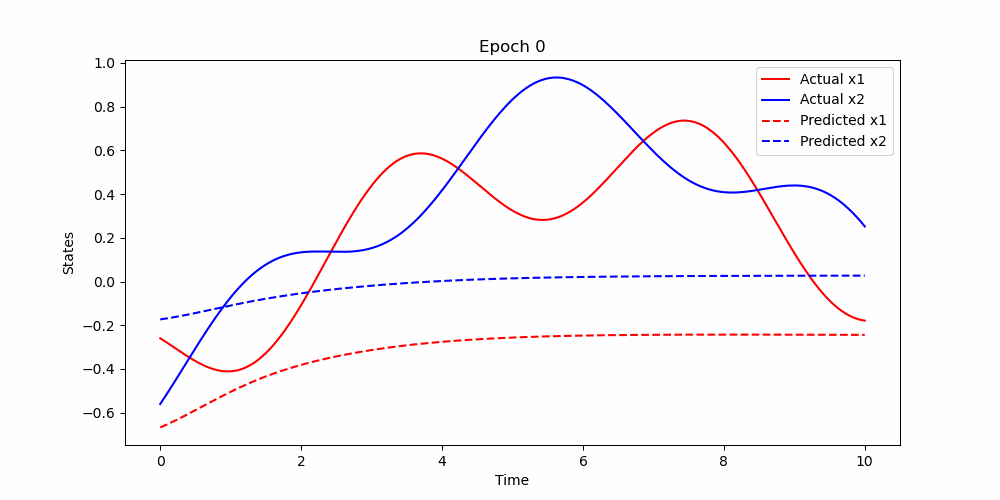 Epoch 0
Actual x1
Actual x2
Predicted x1
Predicted x2
States
1.0
0.8
0.6
0.4
0.2
0.0
−0.2
−0.4
−0.6
0 2 4 6 8 10
Time